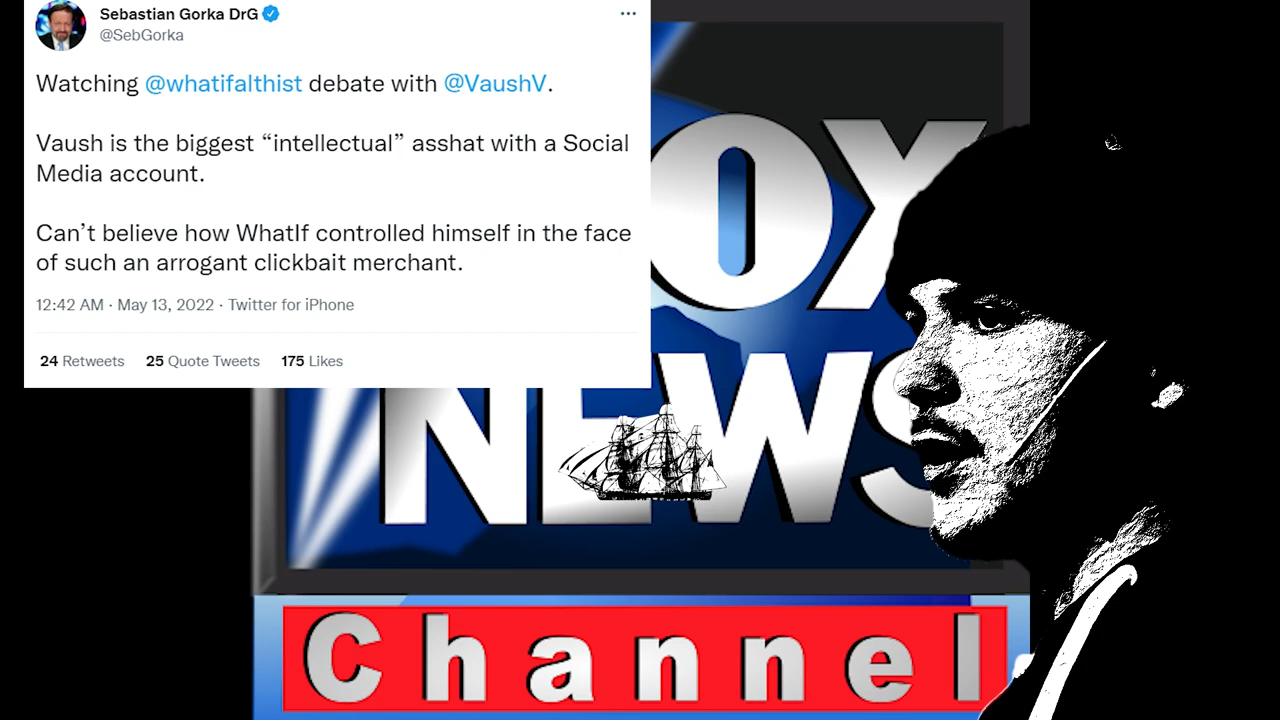 Sebastian Gorka DrG
@SebGorka
Watching @whatifalthist debate with @VaushV.
Vaush is the biggest “intellectual” asshat with a Social
Media account.
Can’t believe how WhatIf controlled himself in the face
of such an arrogant clickbait merchant.
12:42 AM · May 13, 2022 · Twitter for iPhone
24 Retweets 25 Quote Tweets 175 Likes
OX
NEWS
Channel